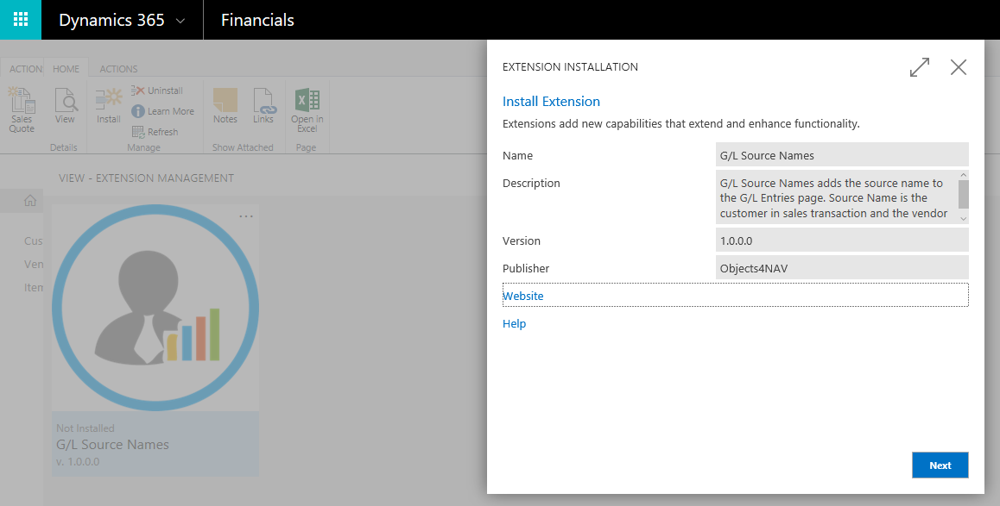 Dynamics 365
Financials
ACTION
HOME
ACTIONS
Sales
Quote
View
Install
Uninstall
Learn More
Refresh
Notes
Links
Open in
Excel
Details
Manage
Show Attached
Page
VIEW - EXTENSION MANAGEMENT
Cus
Ven
Item
Not Installed
G/L Source Names
v. 1.0.0.0
EXTENSION INSTALLATION
Install Extension
Extensions add new capabilities that extend and enhance functionality.
Name
G/L Source Names
Description
G/L Source Names adds the source name to
the G/L Entries page. Source Name is the
customer in sales transaction and the vendor
Version
1.0.0.0
Publisher
Objects4NAV
Website
Help
Next